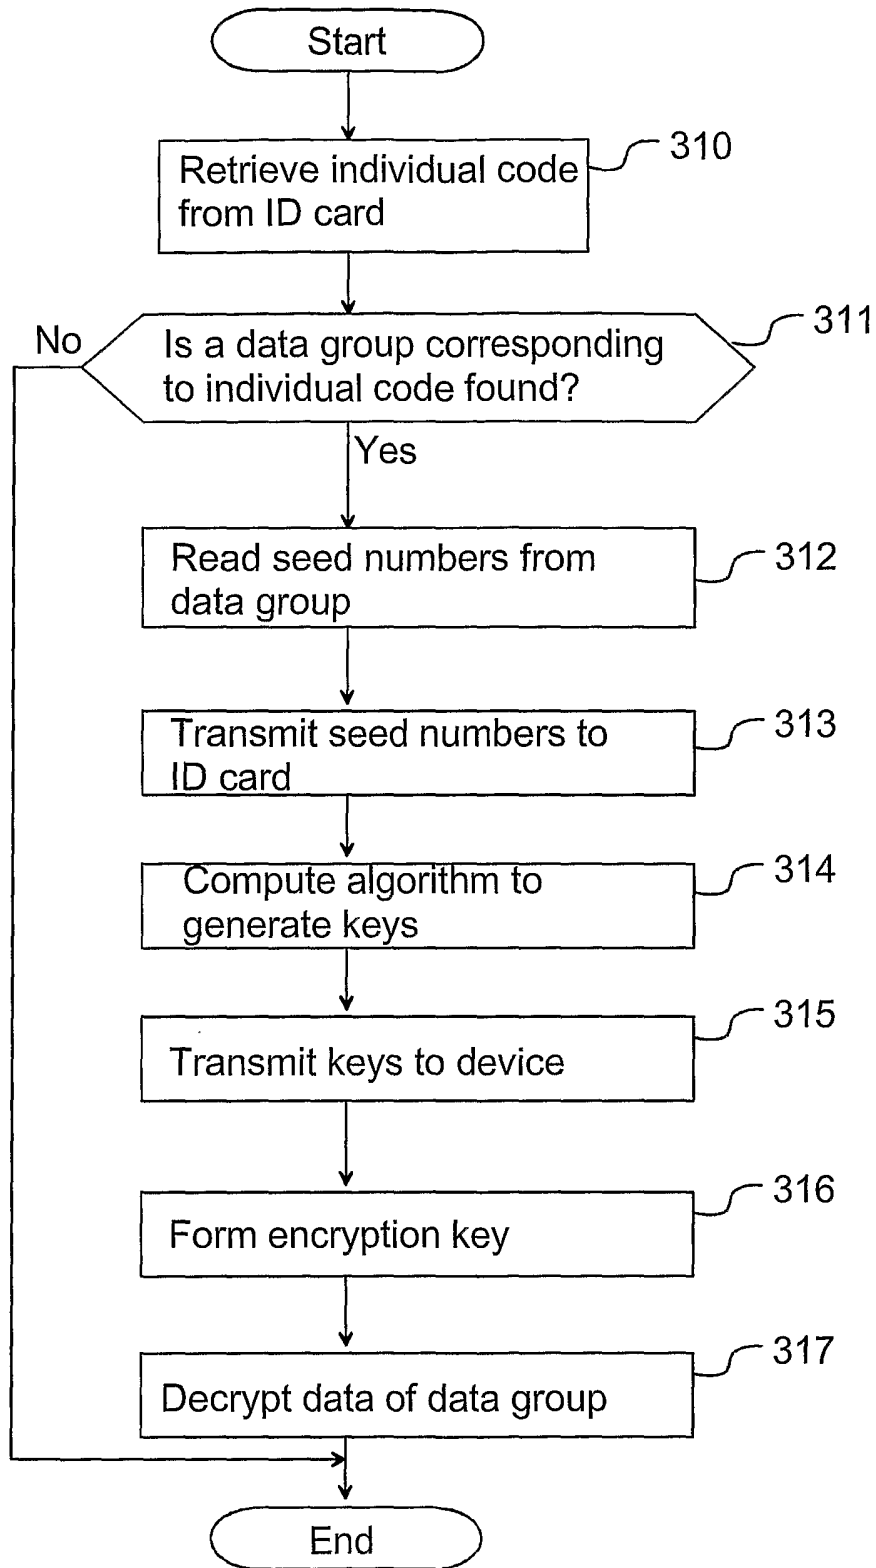 Start
310
Retrieve individual code
from ID card
311
No
Is a data group corresponding
to individual code found?
Yes
312
Read seed numbers from
data group
313
Transmit seed numbers to
ID card
314
Compute algorithm to
generate keys
315
Transmit keys to device
316
Form encryption key
317
Decrypt data of data group
End